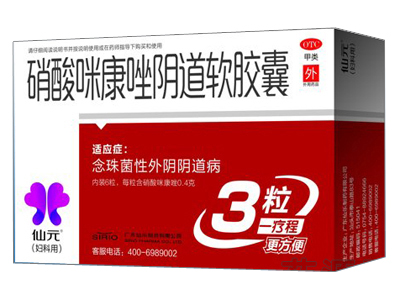 请仔细阅读说明书并按说明使用或在药师指导下购买和使用
OTC
甲类
外
硝酸咪康唑阴道软胶囊
适应症：
念珠菌性外阴阴道病
内装6粒，每粒含硝酸咪康唑0.4克
3粒
一疗程
更方便
仙元
（妇科用）
客服电话：400-6989002
仙元
（妇科用）